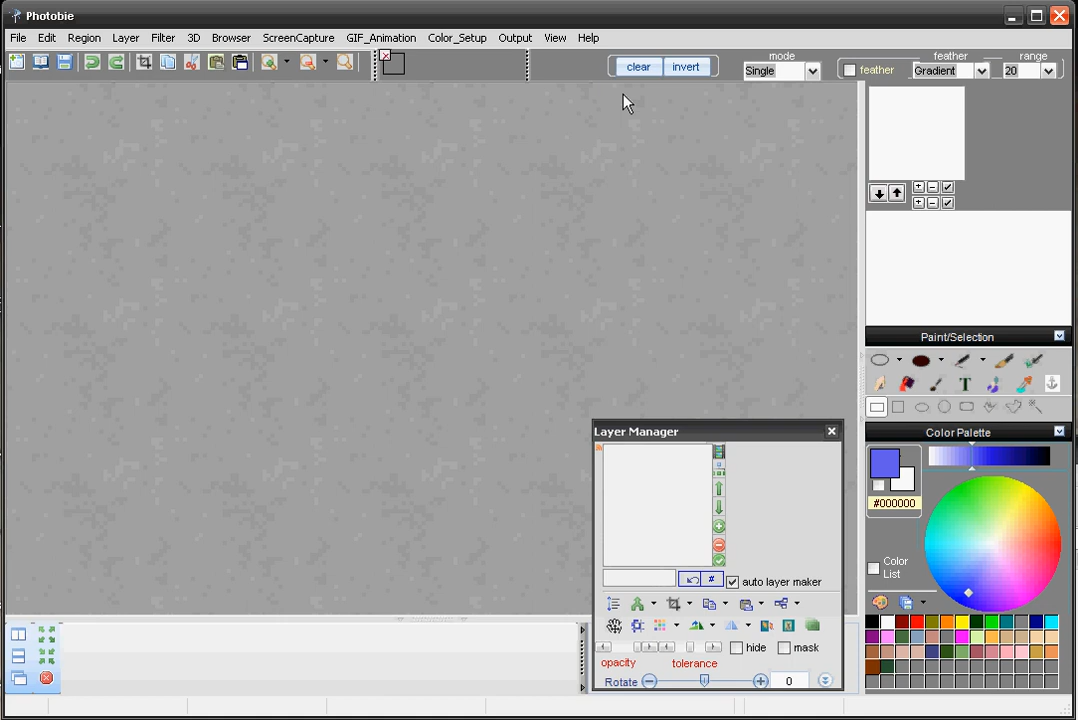 Photobie
File Edit Region Layer Filter 3D Browser ScreenCapture GIF_Animation Color_Setup Output View Help
clear invert
mode
Single
feather
feather
Gradient
range
20
Paint/Selection
T
Layer Manager
#
auto layer maker
hide
mask
opacity
tolerance
Rotate
0
Color Palette
#000000
Color
List